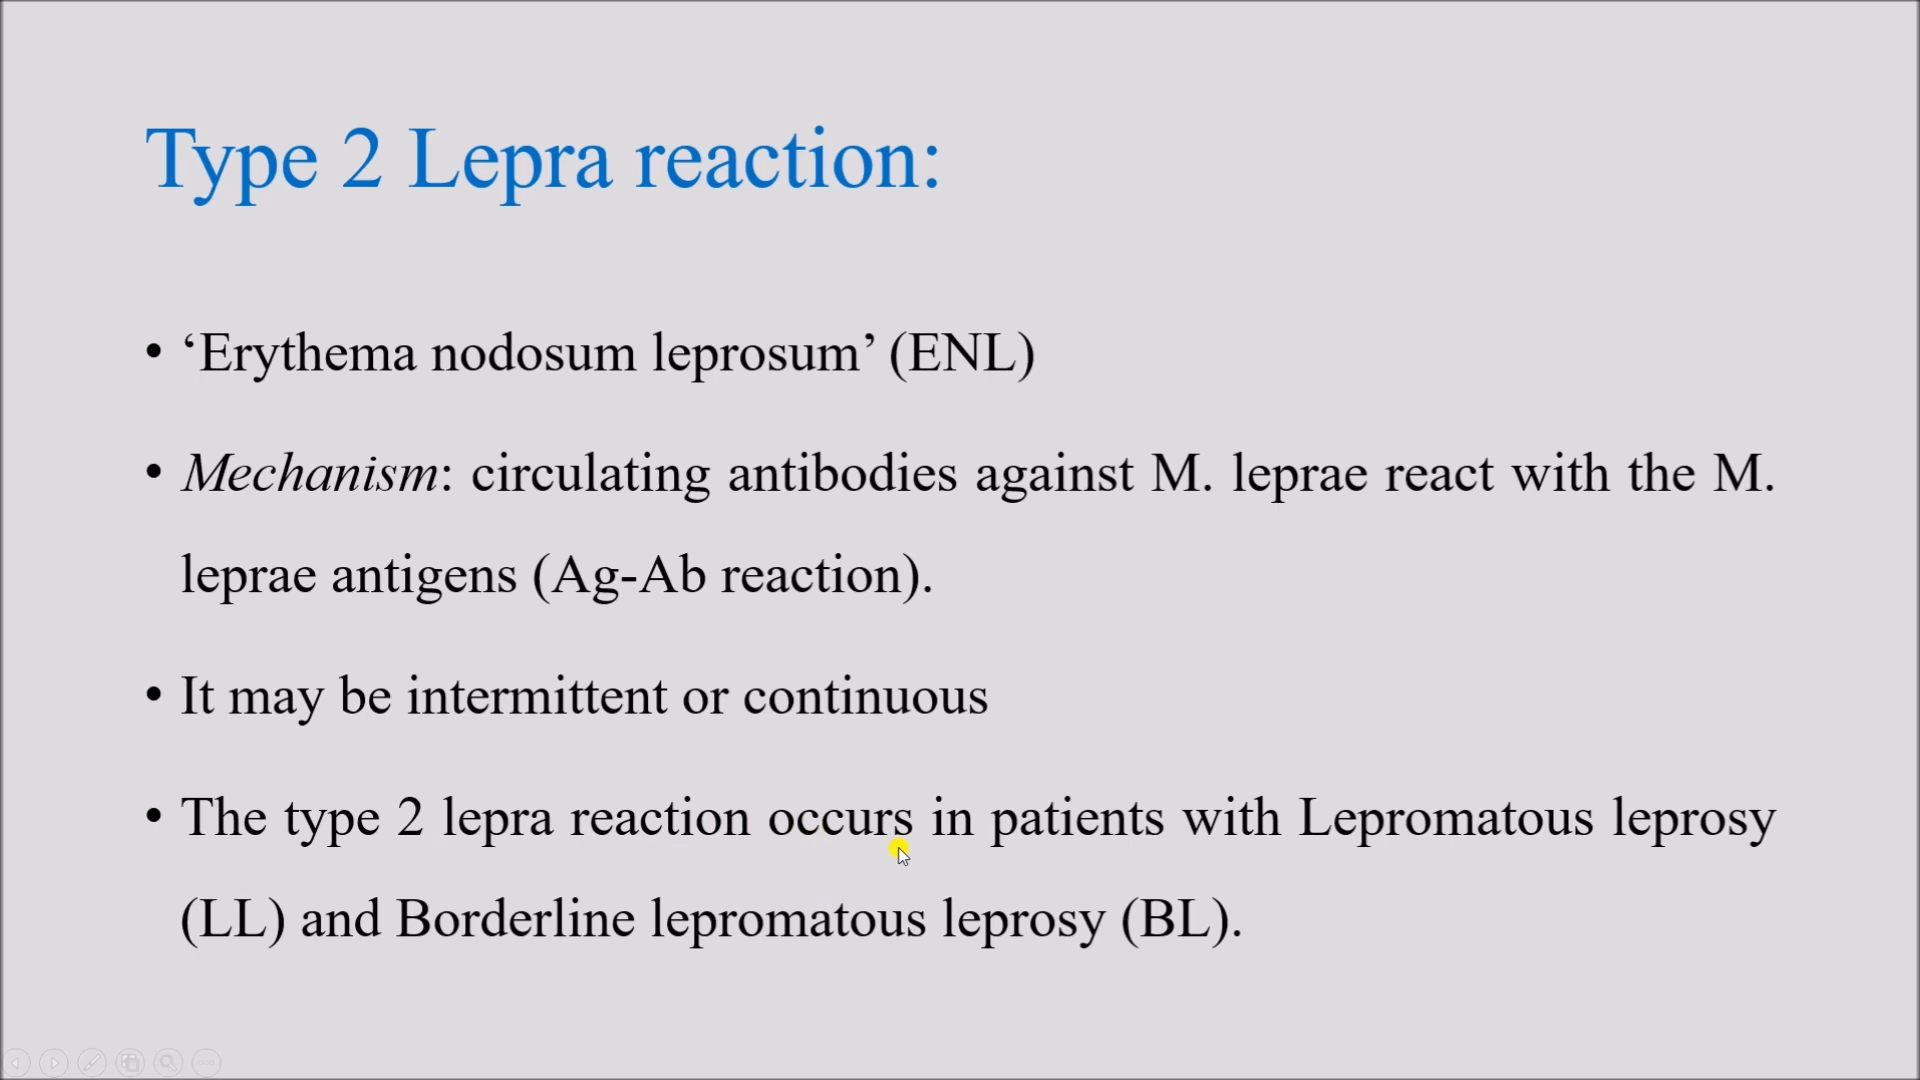 Type 2 Lepra reaction:
• ‘Erythema nodosum leprosum’ (ENL)
• Mechanism: circulating antibodies against M. leprae react with the M.
leprae antigens (Ag-Ab reaction).
• It may be intermittent or continuous
• The type 2 lepra reaction occurs in patients with Lepromatous leprosy
(LL) and Borderline lepromatous leprosy (BL).